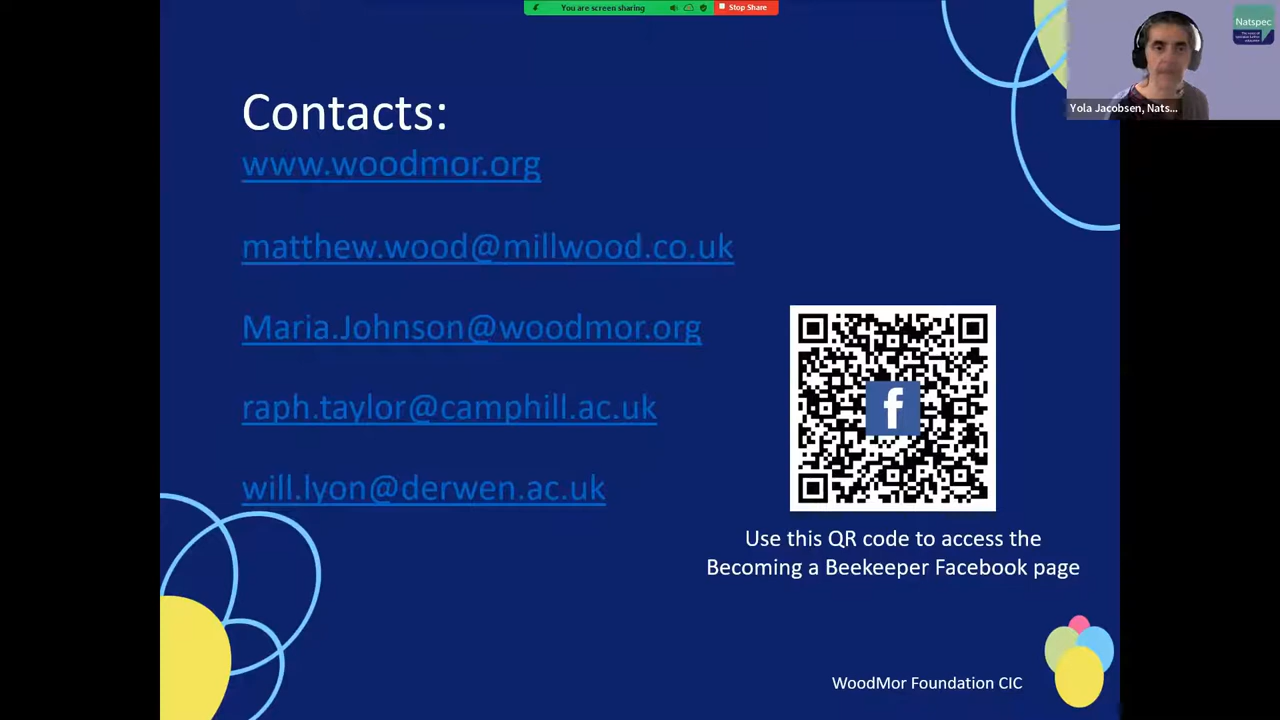 You are screen sharing
Stop Share
Natspec
Yola Jacobsen, Nats...
Contacts:
www.woodmor.org
matthew.wood@millwood.co.uk
Maria.Johnson@woodmor.org
raph.taylor@camphill.ac.uk
will.lyon@derwen.ac.uk
f
Use this QR code to access the
Becoming a Beekeeper Facebook page
WoodMor Foundation CIC